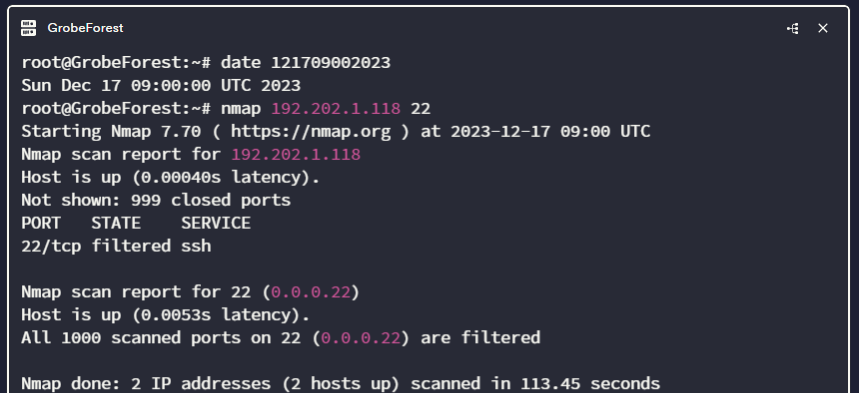 GrobeForest
root@GrobeForest:~# date 121709002023
Sun Dec 17 09:00:00 UTC 2023
root@GrobeForest:~# nmap 192.202.1.118 22
Starting Nmap 7.70 ( https://nmap.org ) at 2023-12-17 09:00 UTC
Nmap scan report for 192.202.1.118
Host is up (0.00040s latency).
Not shown: 999 closed ports
PORT   STATE    SERVICE
22/tcp filtered ssh
Nmap scan report for 22 (0.0.0.22)
Host is up (0.0053s latency).
All 1000 scanned ports on 22 (0.0.0.22) are filtered
Nmap done: 2 IP addresses (2 hosts up) scanned in 113.45 seconds